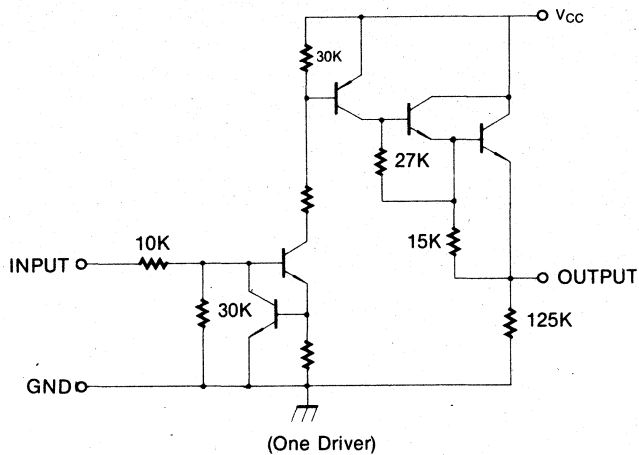 VCC
30K
27K
15K
10K
INPUT
30K
OUTPUT
125K
GND
(One Driver)